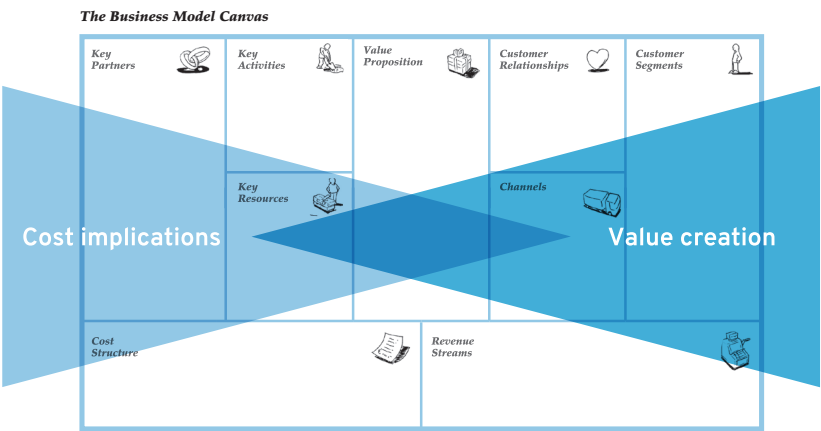 The Business Model Canvas
Key
Partners
Key
Activities
Value
Proposition
Customer
Relationships
Customer
Segments
Key
Resources
Channels
Cost implications
Value creation
Cost
Structure
Revenue
Streams